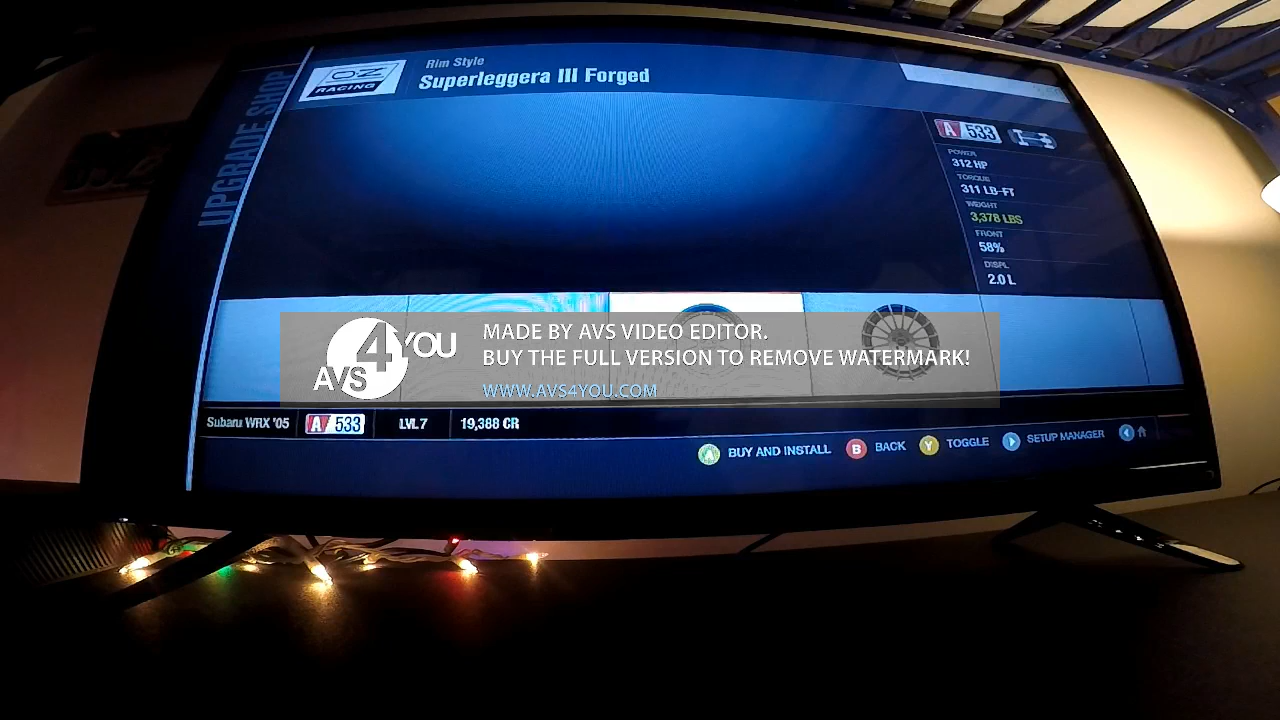 UPGRADE SHOP
OZ
RACING
Rim Style
Superleggera III Forged
A 533
POWER
312 HP
TORQUE
311 LB-FT
WEIGHT
3,378 LBS
FRONT
58%
DISPL
2.0 L
AVS4YOU
MADE BY AVS VIDEO EDITOR.
BUY THE FULL VERSION TO REMOVE WATERMARK!
WWW.AVS4YOU.COM
Subaru WRX '05 A 533 LVL 7 19,388 CR
A BUY AND INSTALL B BACK Y TOGGLE SETUP MANAGER